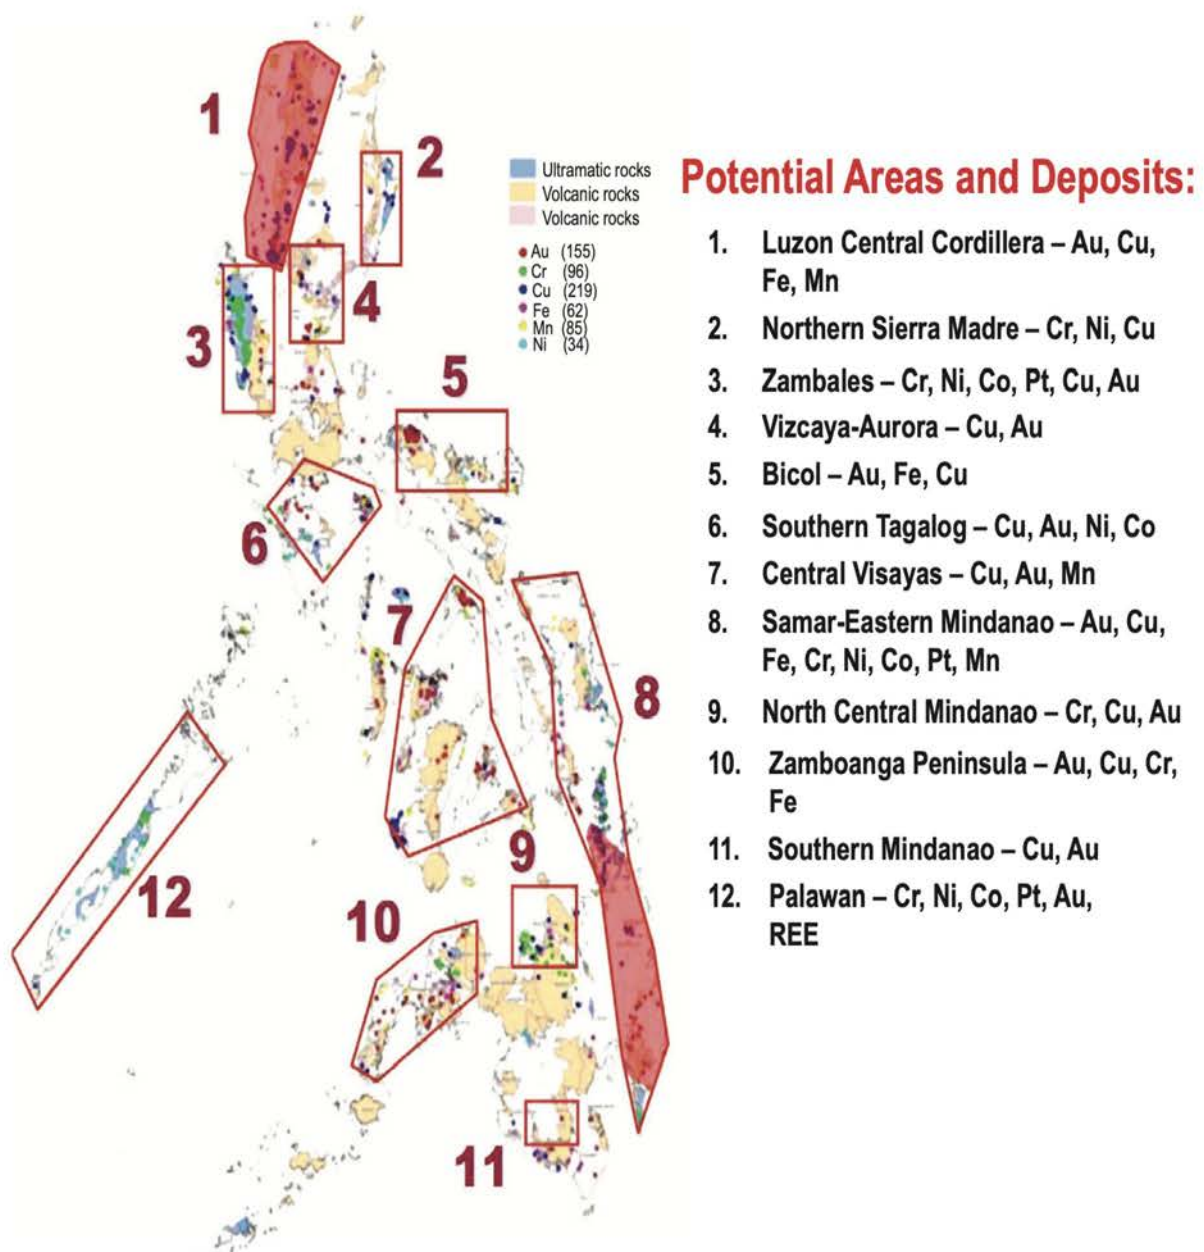 1
2
3
4
5
6
7
8
9
10
11
12
Ultramatic rocks
Volcanic rocks
Volcanic rocks
Au (155)
Cr (96)
Cu (219)
Fe (62)
Mn (85)
Ni (34)
Potential Areas and Deposits:
1. Luzon Central Cordillera – Au, Cu,
Fe, Mn
2. Northern Sierra Madre – Cr, Ni, Cu
3. Zambales – Cr, Ni, Co, Pt, Cu, Au
4. Vizcaya-Aurora – Cu, Au
5. Bicol – Au, Fe, Cu
6. Southern Tagalog – Cu, Au, Ni, Co
7. Central Visayas – Cu, Au, Mn
8. Samar-Eastern Mindanao – Au, Cu,
Fe, Cr, Ni, Co, Pt, Mn
9. North Central Mindanao – Cr, Cu, Au
10. Zamboanga Peninsula – Au, Cu, Cr,
Fe
11. Southern Mindanao – Cu, Au
12. Palawan – Cr, Ni, Co, Pt, Au,
REE